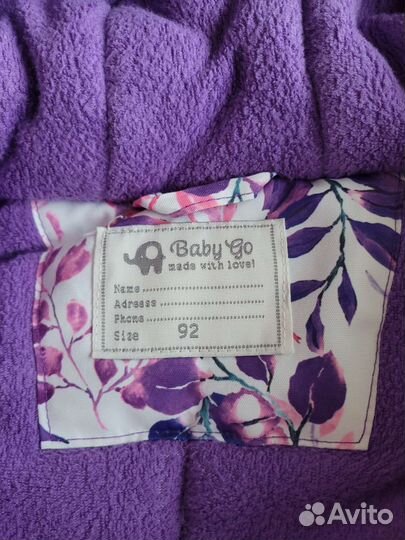 Baby Go
made with love!
Name
Adress
Phone
Size 92
Avito